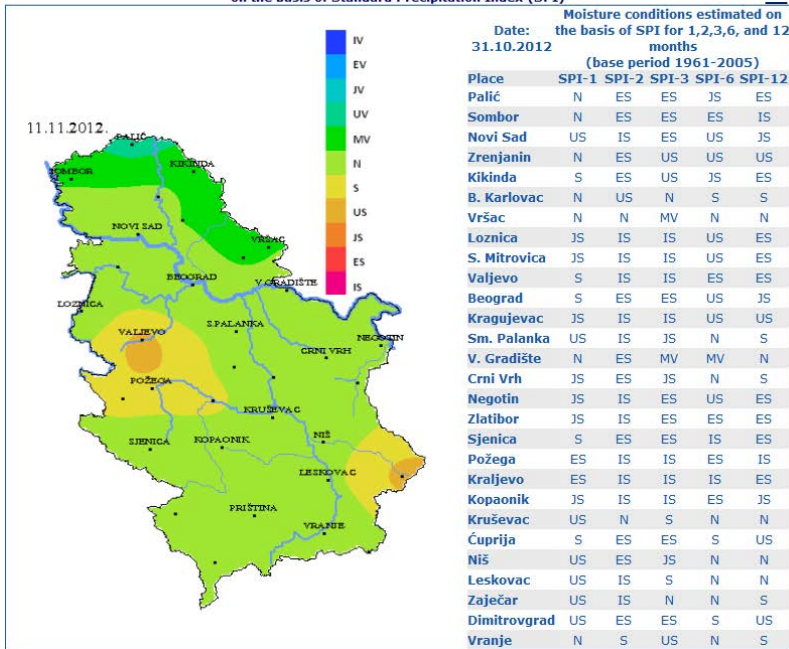 on the basis of Standard Precipitation Index (SPI)
IV
EV
JV
UV
MV
N
S
US
JS
ES
IS
11.11.2012.
PALIĆ
SOMBOR
KIKINDA
NOVI SAD
VRŠAC
BEOGRAD
V.GRADIŠTE
LOZNICA
VALJEVO
S.PALANKA
NEGOTIN
CRNI VRH
POŽEGA
KRUŠEVAC
SJENICA
KOPAONIK
NIŠ
LESKOVAC
PRIŠTINA
VRANJE
Date:
31.10.2012
Moisture conditions estimated on
the basis of SPI for 1,2,3,6, and 12
months
(base period 1961-2005)
Place SPI-1 SPI-2 SPI-3 SPI-6 SPI-12
Palić N ES ES JS ES
Sombor N ES ES ES IS
Novi Sad US IS ES US JS
Zrenjanin N ES US US US
Kikinda S ES US JS ES
B. Karlovac N US N S S
Vršac N N MV N N
Loznica JS IS IS US ES
S. Mitrovica JS IS IS US ES
Valjevo S IS IS ES ES
Beograd S ES ES US JS
Kragujevac JS IS IS US US
Sm. Palanka US IS JS N S
V. Gradište N ES MV MV N
Crni Vrh JS ES JS N S
Negotin JS IS ES US ES
Zlatibor JS IS ES ES ES
Sjenica S ES ES IS ES
Požega ES IS IS ES IS
Kraljevo ES IS IS IS ES
Kopaonik JS IS IS ES JS
Kruševac US N S N N
Ćuprija S ES ES S US
Niš US ES JS N N
Leskovac US IS S N N
Zaječar US IS N N S
Dimitrovgrad US ES ES S US
Vranje N S US N S